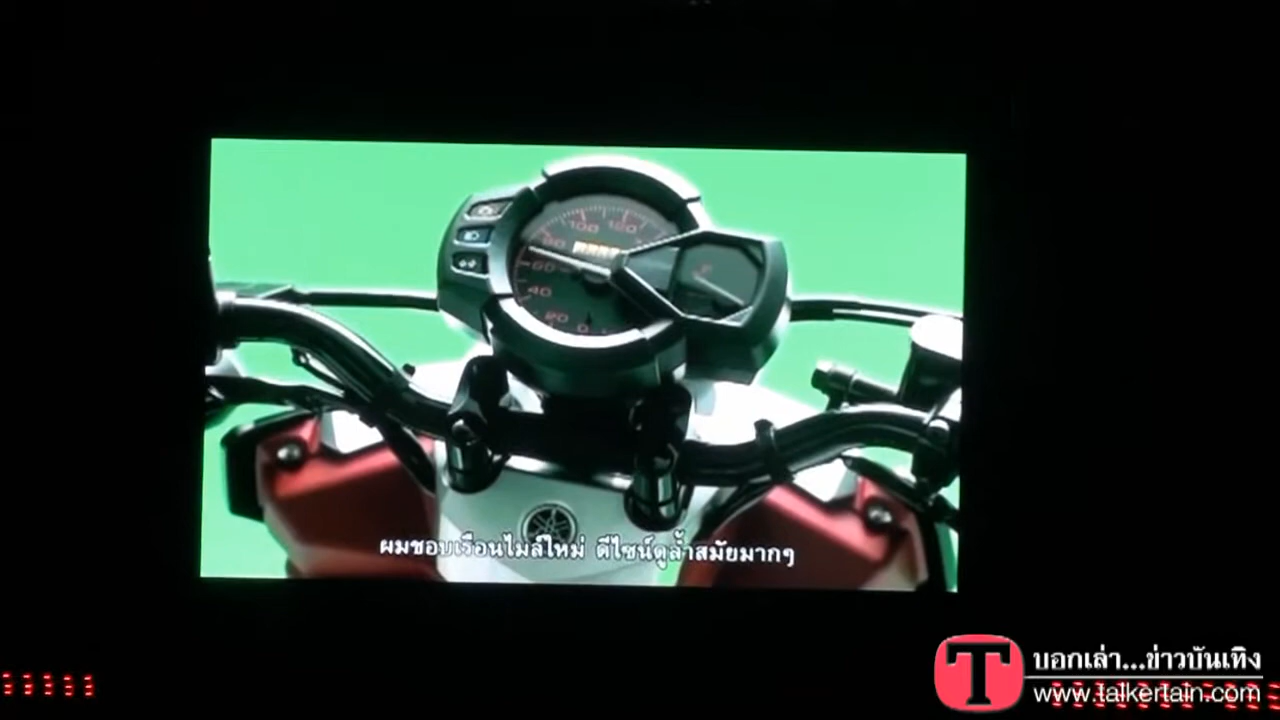 100
120
80
60
40
20
0
F
ผมชอบเรือนไมล์ใหม่ ดีไซน์ดูล้ำสมัยมากๆ
T บอกเล่า...ข่าวบันเทิง
www.talkertain.com